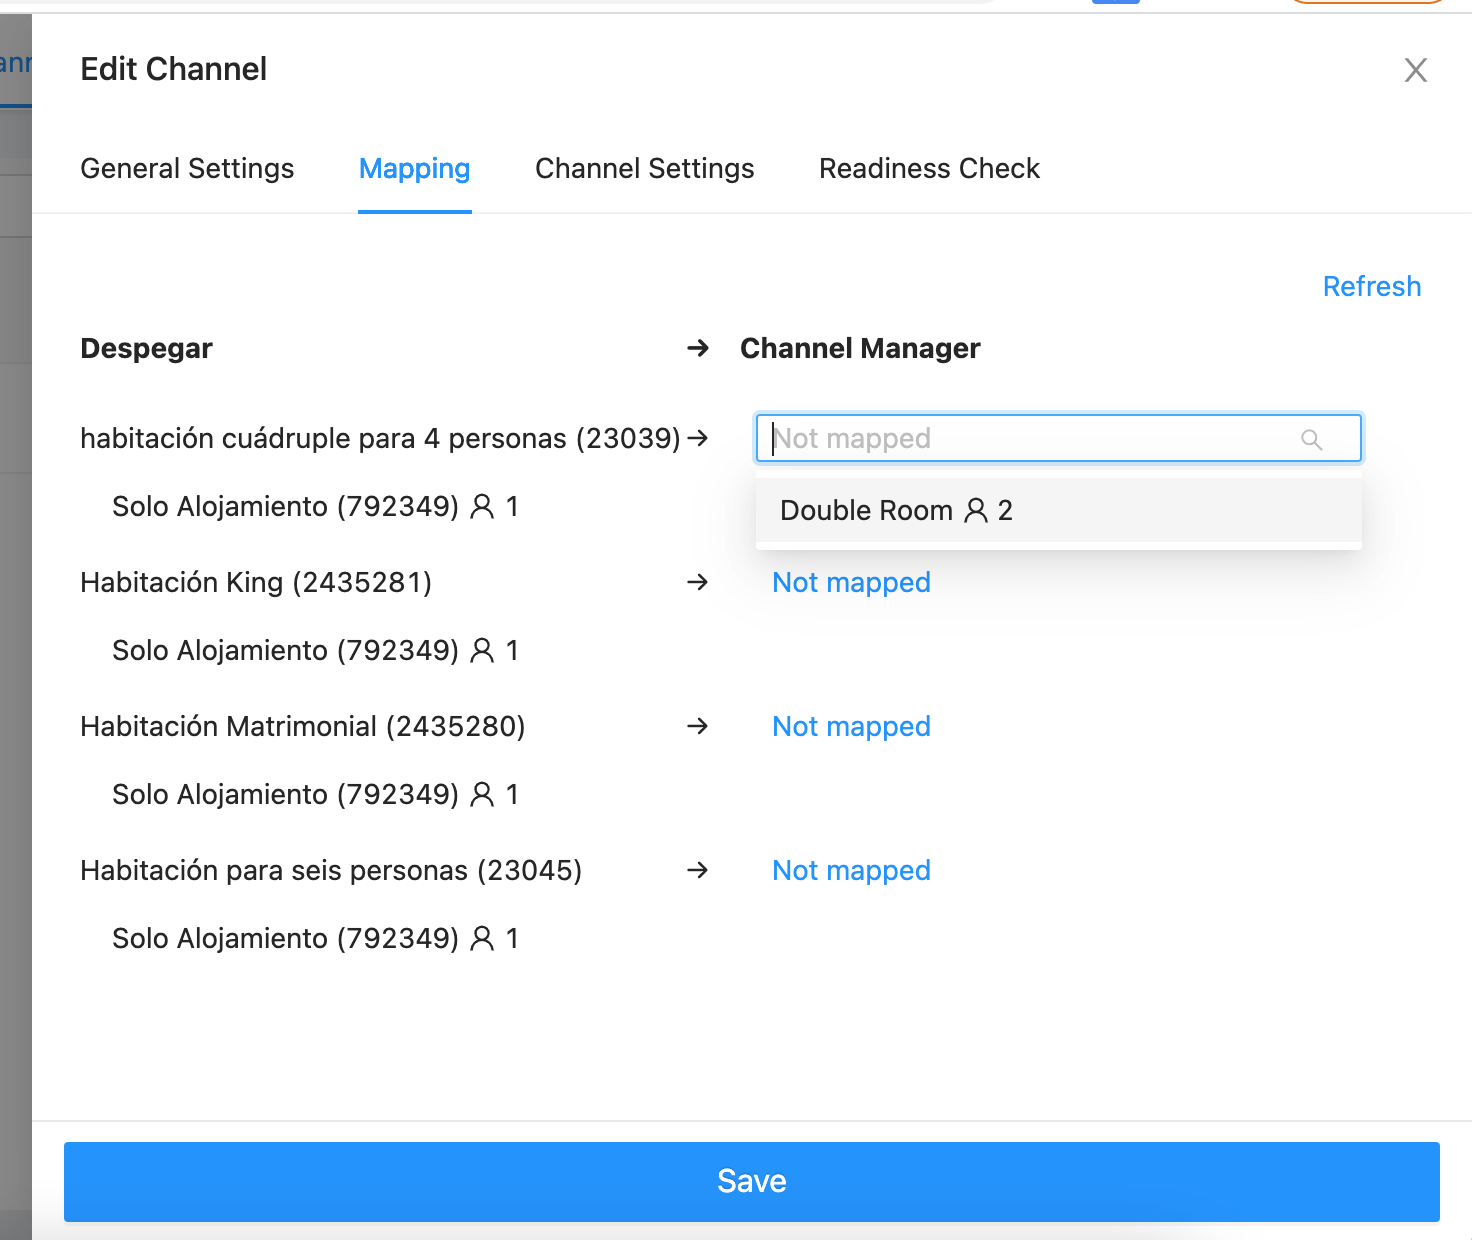 Edit Channel
General Settings Mapping Channel Settings Readiness Check
Refresh
Despegar → Channel Manager
habitación cuádruple para 4 personas (23039) → Not mapped
Solo Alojamiento (792349) 1
Double Room 2
Habitación King (2435281) → Not mapped
Solo Alojamiento (792349) 1
Habitación Matrimonial (2435280) → Not mapped
Solo Alojamiento (792349) 1
Habitación para seis personas (23045) → Not mapped
Solo Alojamiento (792349) 1
Save